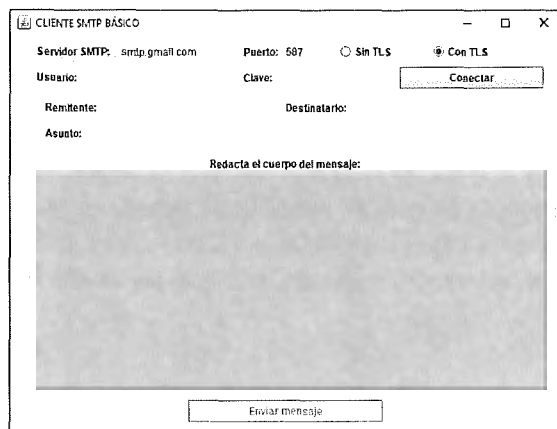 CLIENTE SMTP BÁSICO
Servidor SMTP: smtp.gmail.com Puerto: 587 Sin TLS Con TLS
Usuario: Clave: Conectar
Remitente: Destinatario:
Asunto:
Redacta el cuerpo del mensaje:
Enviar mensaje